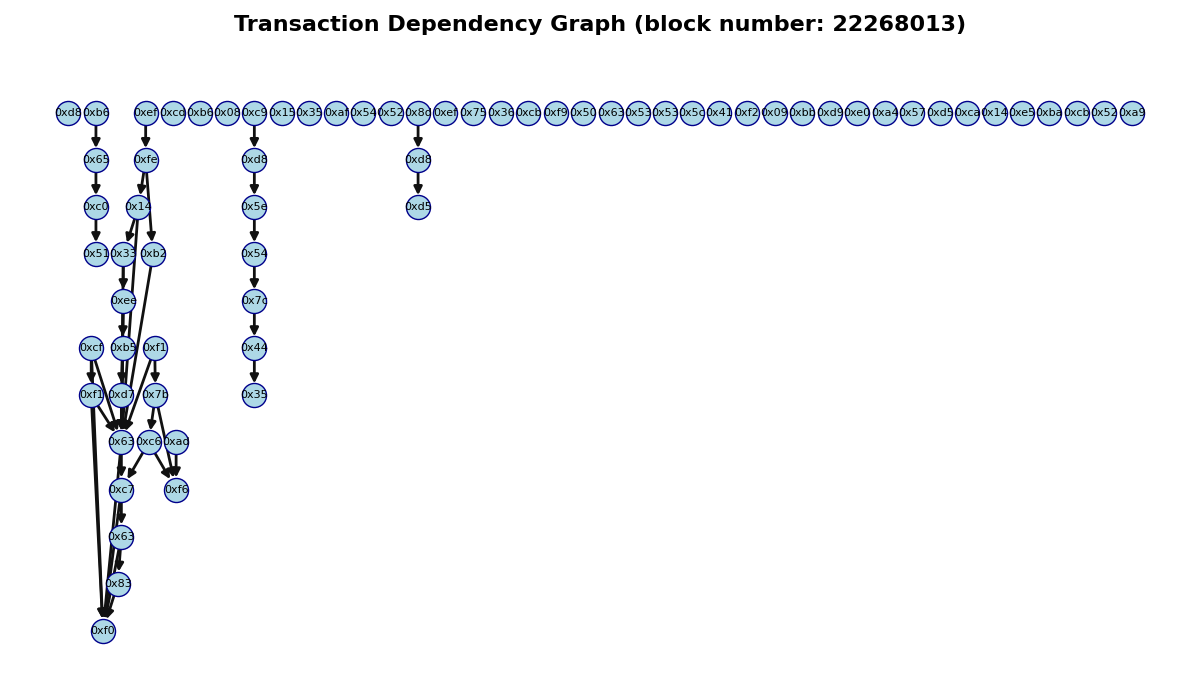 Transaction Dependency Graph (block number: 22268013)
0xd8 0xb6 0xef 0xcd 0xb6 0x08 0xc9 0x15 0x35 0xaf 0x54 0x52 0x8d 0xef 0x75 0x36 0xcb 0xf9 0x50 0x63 0x53 0x53 0x5c 0x41 0xf2 0x09 0xbb 0xd9 0xe0 0xa4 0x57 0xd5 0xca 0x14 0xe5 0xba 0xcb 0x52 0xa9
0x65 0xfe 0xd8 0xd8
0xc0 0x14 0x5e 0xd5
0x51 0x33 0xb2 0x54
0xee 0x7c
0xcf 0xb5 0xf1 0x44
0xf1 0xd7 0x7b 0x35
0x63 0xc6 0xad
0xc7 0xf6
0x63
0x83
0xf0